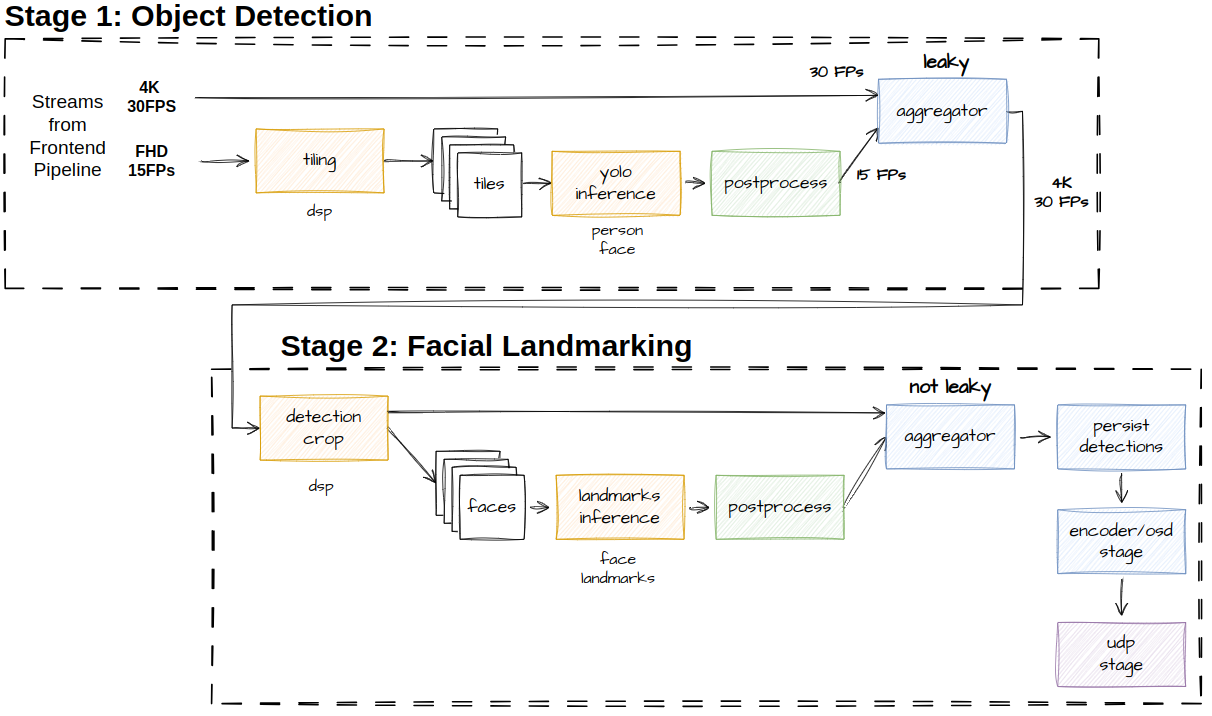 Stage 1: Object Detection
Streams
from
Frontend
Pipeline
4K
30FPS
FHD
15FPs
tiling
dsp
tiles
yolo
inference
person
face
postprocess
30 FPs
15 FPs
leaky
aggregator
4K
30 FPs
Stage 2: Facial Landmarking
detection
crop
dsp
faces
landmarks
inference
face
landmarks
postprocess
not leaky
aggregator
persist
detections
encoder/osd
stage
udp
stage